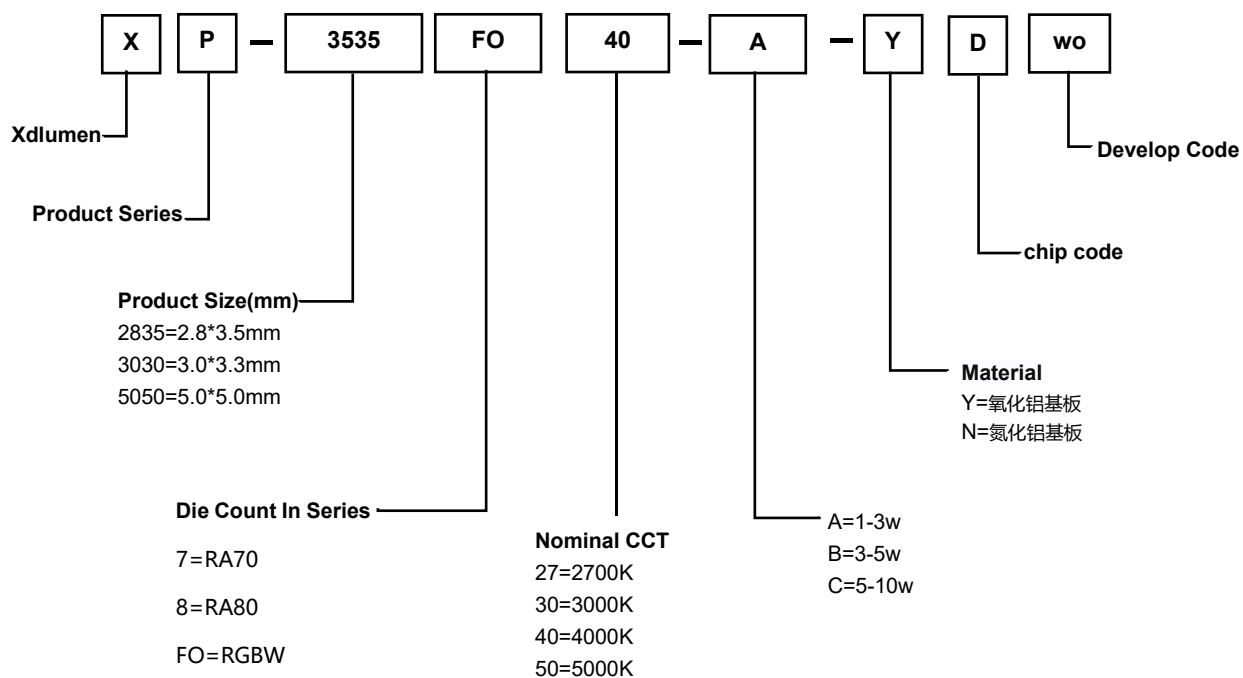 X P - 3535 FO 40 - A - Y D wo
Xdlumen
Develop Code
Product Series
chip code
Product Size(mm)
2835=2.8*3.5mm
3030=3.0*3.3mm
5050=5.0*5.0mm
Material
Y=氧化铝基板
N=氮化铝基板
Die Count In Series
7=RA70
8=RA80
FO=RGBW
Nominal CCT
27=2700K
30=3000K
40=4000K
50=5000K
A=1-3w
B=3-5w
C=5-10w